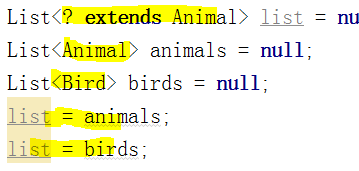 List<? extends Animal> list = nu
List<Animal> animals = null;
List<Bird> birds = null;
list = animals;
list = birds;